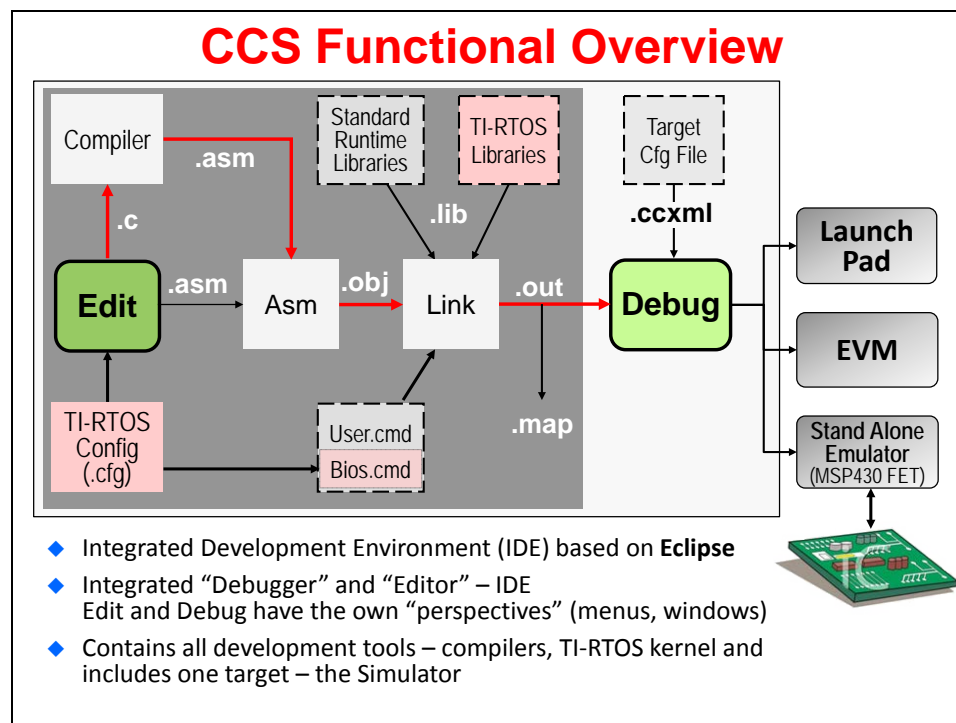 CCS Functional Overview
Compiler
.asm
Standard
Runtime
Libraries
TI-RTOS
Libraries
Target
Cfg File
.c
.lib
.ccxml
Launch
Pad
Edit
.asm
Asm
.obj
Link
.out
Debug
EVM
TI-RTOS
Config
(.cfg)
User.cmd
Bios.cmd
.map
Stand Alone
Emulator
(MSP430 FET)
TC
◆ Integrated Development Environment (IDE) based on Eclipse
◆ Integrated “Debugger” and “Editor” – IDE
Edit and Debug have the own “perspectives” (menus, windows)
◆ Contains all development tools – compilers, TI-RTOS kernel and
includes one target – the Simulator